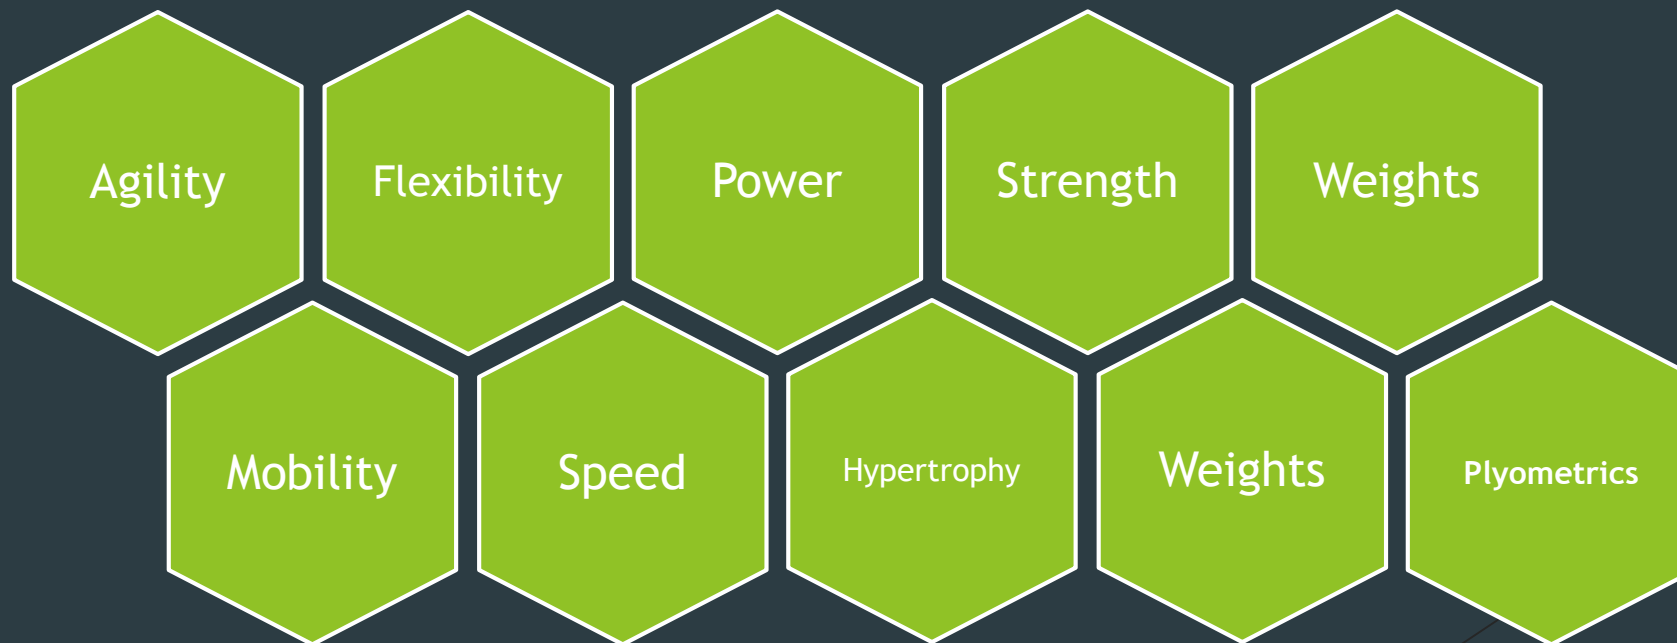 Agility
Flexibility
Power
Strength
Weights
Mobility
Speed
Hypertrophy
Weights
Plyometrics